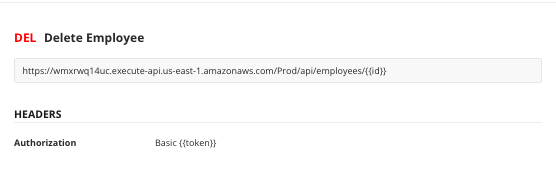 DEL Delete Employee
https://wmxrwq14uc.execute-api.us-east-1.amazonaws.com/Prod/api/employees/{{id}}
HEADERS
Authorization Basic {{token}}